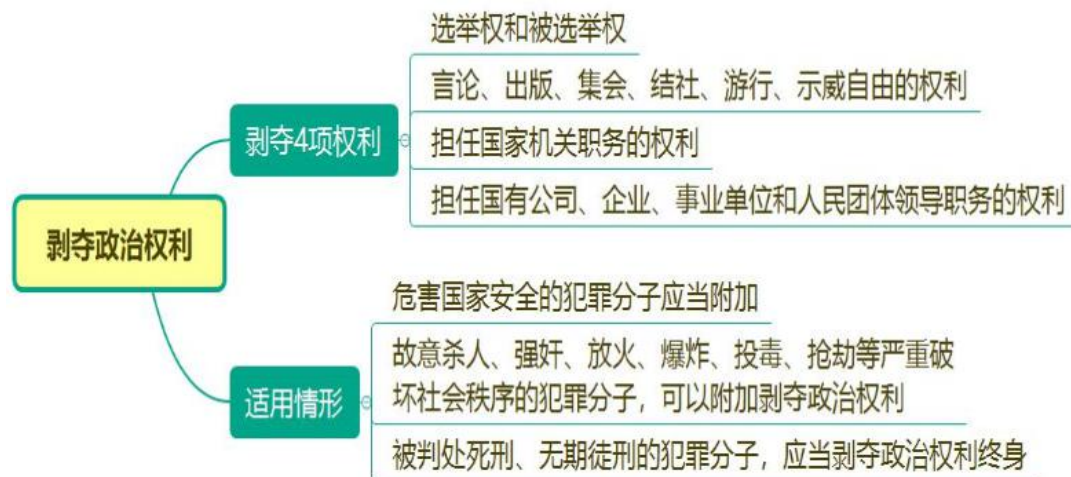 剥夺政治权利
剥夺4项权利
选举权和被选举权
言论、出版、集会、结社、游行、示威自由的权利
担任国家机关职务的权利
担任国有公司、企业、事业单位和人民团体领导职务的权利
适用情形
危害国家安全的犯罪分子应当附加
故意杀人、强奸、放火、爆炸、投毒、抢劫等严重破
坏社会秩序的犯罪分子，可以附加剥夺政治权利
被判处死刑、无期徒刑的犯罪分子，应当剥夺政治权利终身